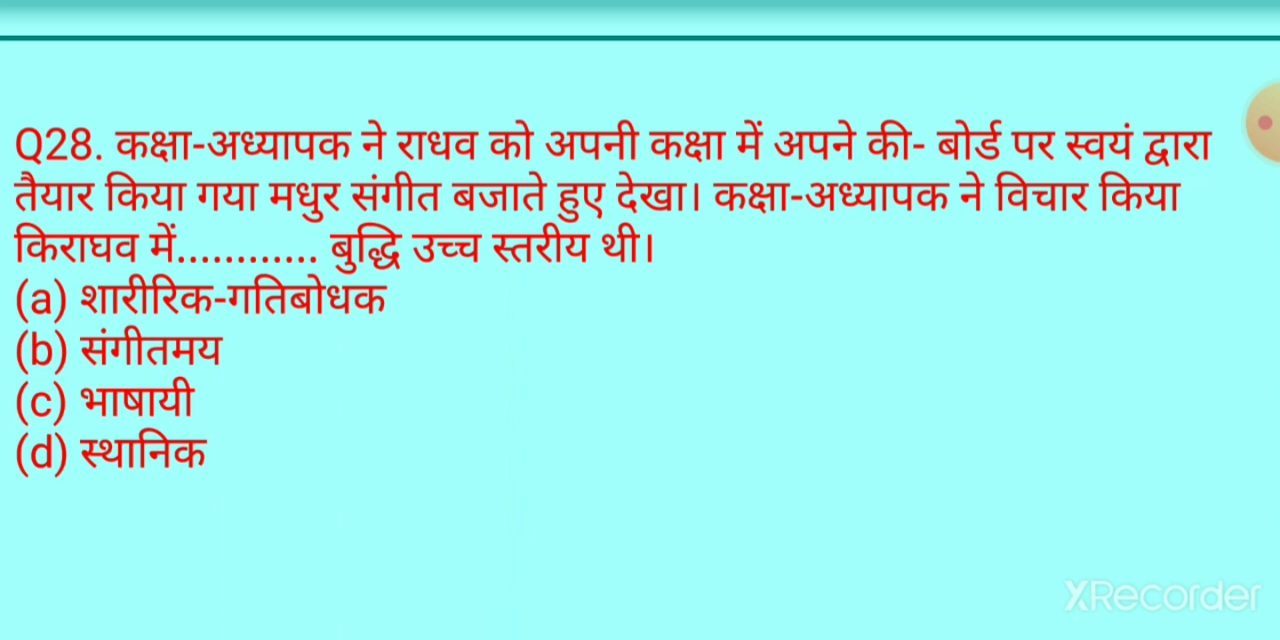 Q28. कक्षा-अध्यापक ने राधव को अपनी कक्षा में अपने की- बोर्ड पर स्वयं द्वारा
तैयार किया गया मधुर संगीत बजाते हुए देखा। कक्षा-अध्यापक ने विचार किया
किराघव में............ बुद्धि उच्च स्तरीय थी।
(a) शारीरिक-गतिबोधक
(b) संगीतमय
(c) भाषायी
(d) स्थानिक
XRecorder